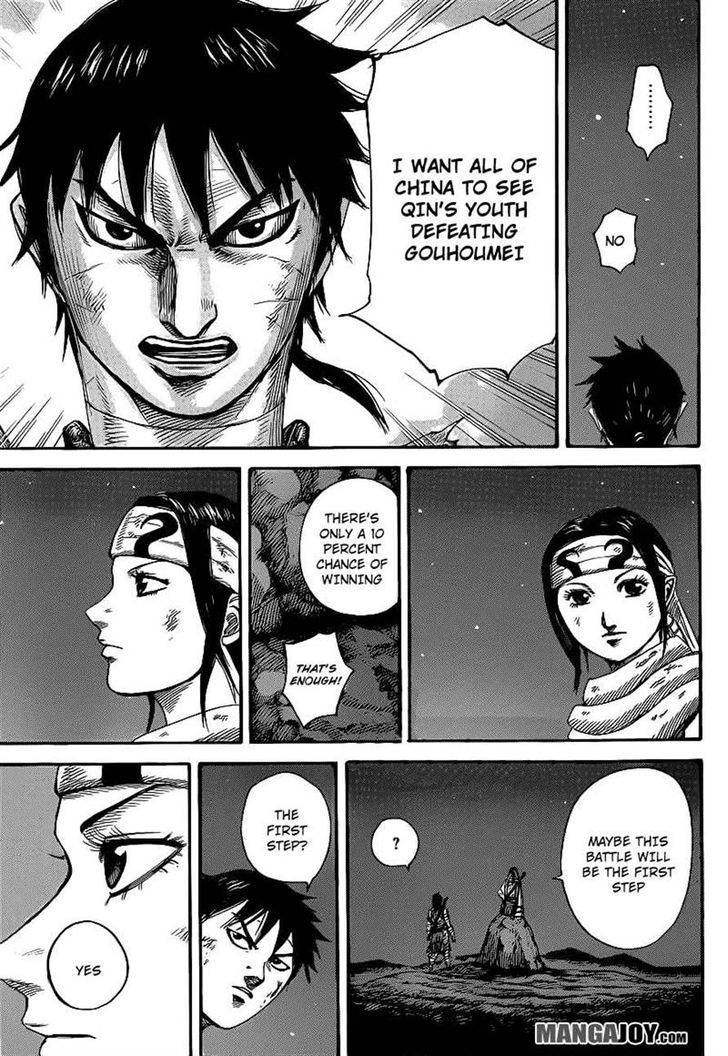 ………
NO
I WANT ALL OF
CHINA TO SEE
QIN'S YOUTH
DEFEATING
GOUHOUMEI
THERE'S
ONLY A 10
PERCENT
CHANCE OF
WINNING
THAT'S
ENOUGH!
MAYBE THIS
BATTLE WILL
BE THE FIRST
STEP
?
THE
FIRST
STEP?
YES
MANGAJOY.COM